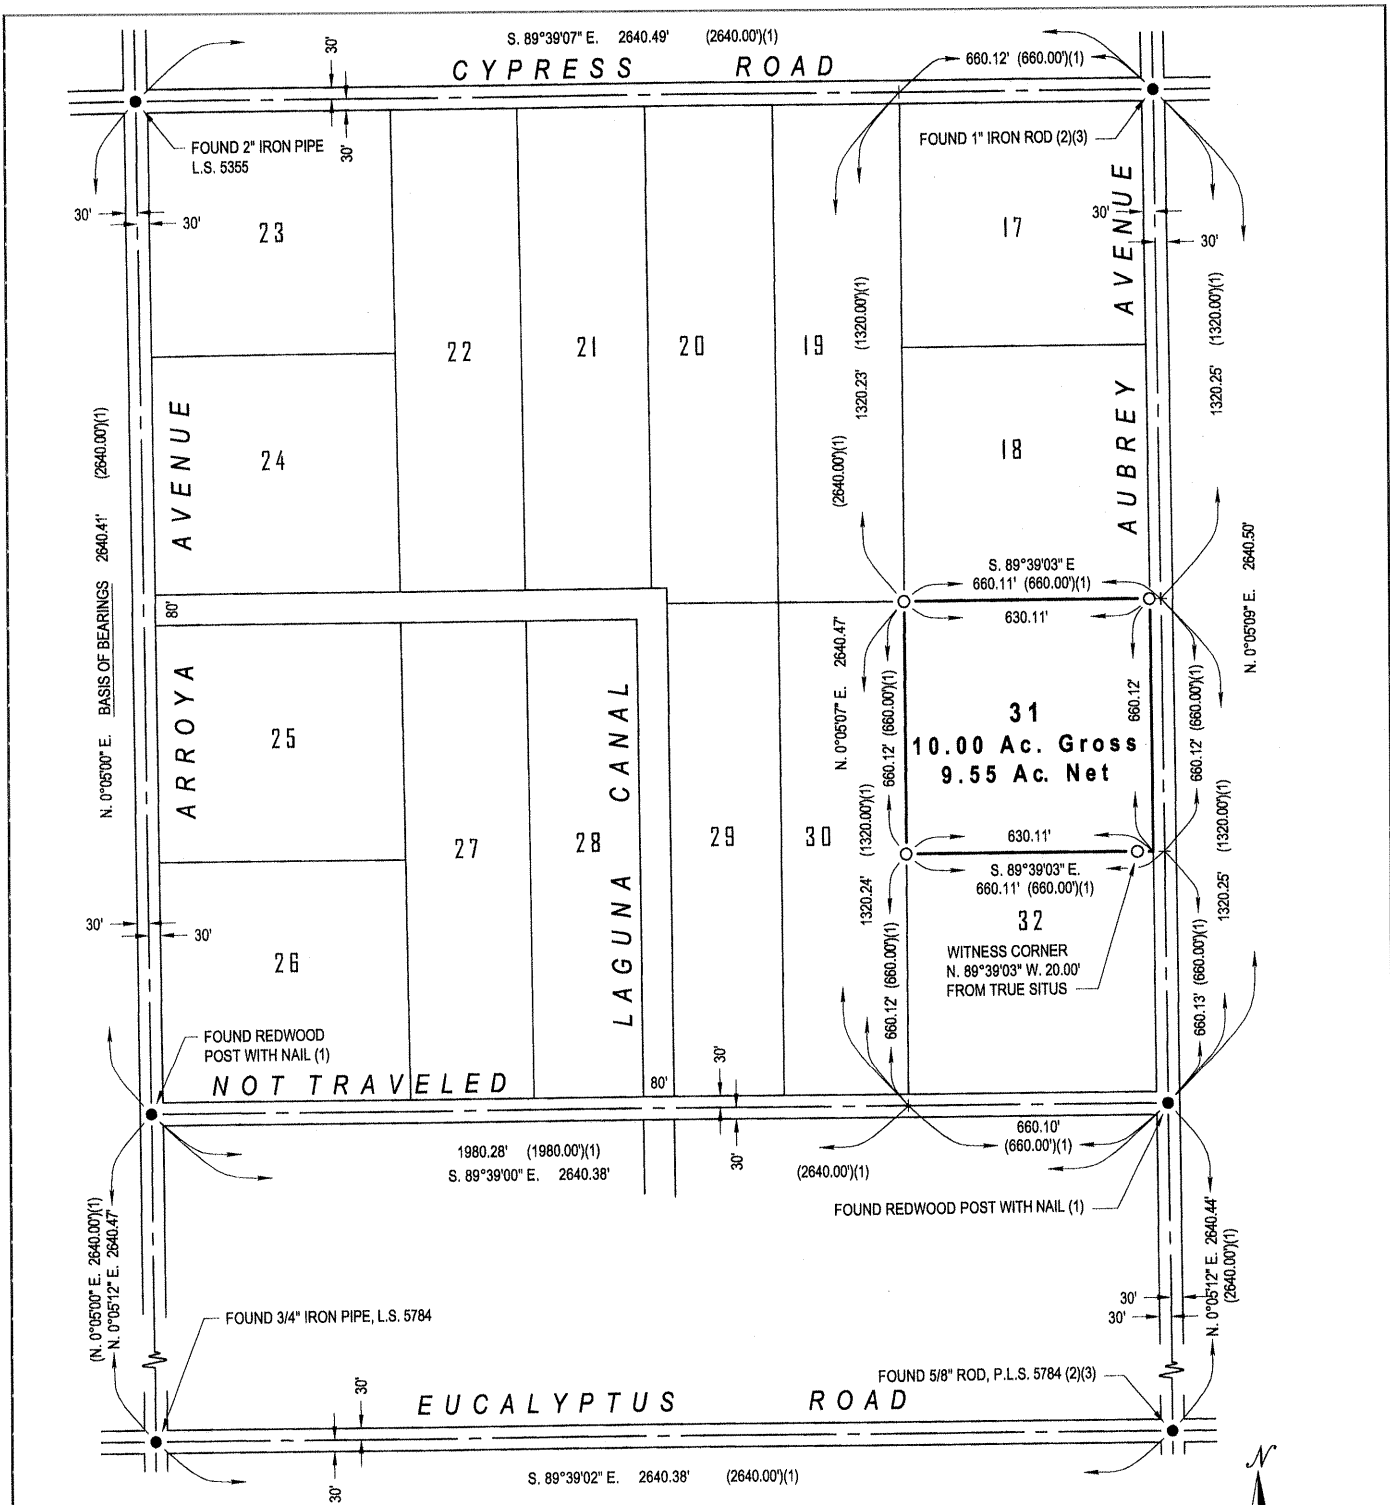 S. 89°39'07" E. 2640.49' (2640.00')(1)
CYPRESS ROAD
660.12' (660.00')(1)
30'
30'
FOUND 2" IRON PIPE
L.S. 5355
FOUND 1" IRON ROD (2)(3)
30'
30'
30'
30'
23
17
22
21
20
19
24
18
1320.23' (1320.00')(1)
(2640.00')(1)
1320.25' (1320.00')(1)
AUBREY AVENUE
ARROYA AVENUE
N. 0°05'00" E. BASIS OF BEARINGS 2640.41' (2640.00')(1)
S. 89°39'03" E
660.11' (660.00')(1)
630.11'
N. 0°05'09" E. 2640.50'
80'
N. 0°05'07" E. 2640.47'
660.12' (660.00')(1)
660.12'
660.12' (660.00')(1)
31
10.00 Ac. Gross
9.55 Ac. Net
25
27
28
LAGUNA CANAL
29
30
1320.24' (1320.00')(1)
1320.25' (1320.00')(1)
630.11'
S. 89°39'03" E.
660.11' (660.00')(1)
32
WITNESS CORNER
N. 89°39'03" W. 20.00'
FROM TRUE SITUS
30'
30'
26
660.12' (660.00')(1)
660.13' (660.00')(1)
FOUND REDWOOD
POST WITH NAIL (1)
NOT TRAVELED
80'
30'
30'
660.10'
(660.00')(1)
1980.28' (1980.00')(1)
S. 89°39'00" E. 2640.38'
(2640.00')(1)
FOUND REDWOOD POST WITH NAIL (1)
(N. 0°05'00" E. 2640.00')(1)
N. 0°05'12" E. 2640.47'
N. 0°05'12" E. 2640.44'
(2640.00')(1)
30'
30'
FOUND 3/4" IRON PIPE, L.S. 5784
FOUND 5/8" ROD, P.L.S. 5784 (2)(3)
30'
EUCALYPTUS ROAD
30'
S. 89°39'02" E. 2640.38' (2640.00')(1)
N